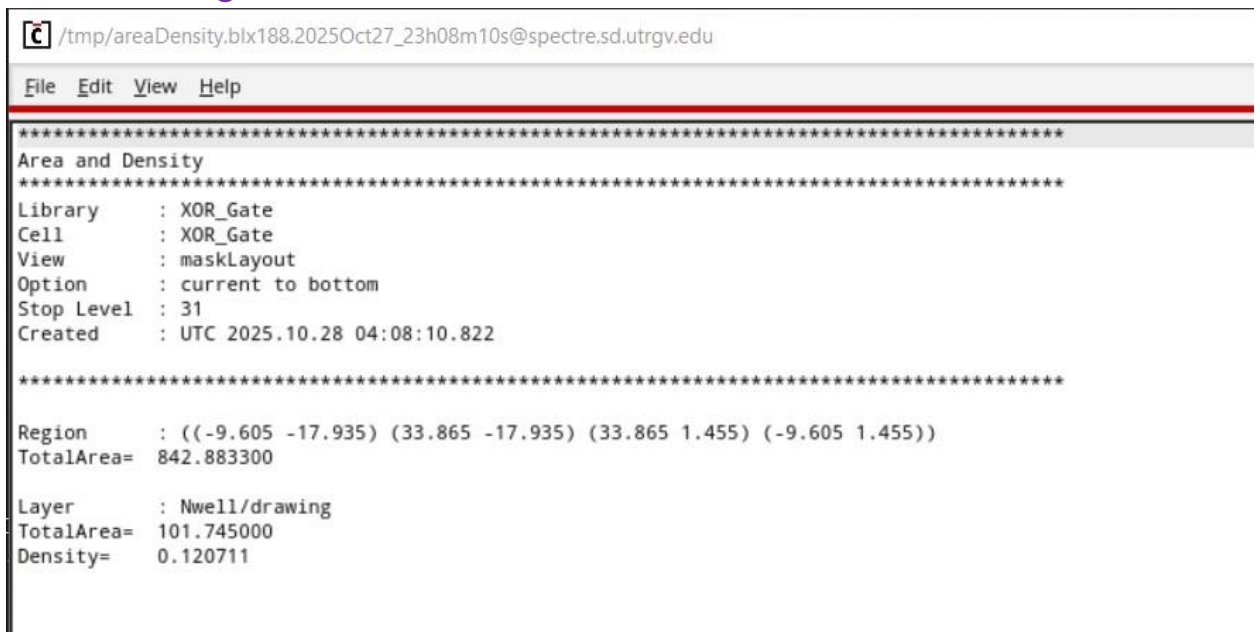 /tmp/areaDensity.blx188.2025Oct27_23h08m10s@spectre.sd.utrgv.edu
File Edit View Help
******************************************************************************************
Area and Density
******************************************************************************************
Library : XOR_Gate
Cell : XOR_Gate
View : maskLayout
Option : current to bottom
Stop Level : 31
Created : UTC 2025.10.28 04:08:10.822
******************************************************************************************
Region : ((-9.605 -17.935) (33.865 -17.935) (33.865 1.455) (-9.605 1.455))
TotalArea= 842.883300
Layer : Nwell/drawing
TotalArea= 101.745000
Density= 0.120711